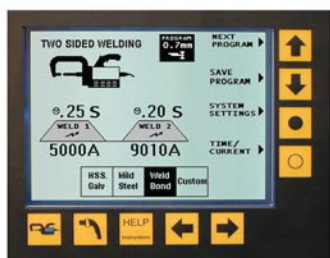 TWO SIDED WELDING
PROGRAM
0.7mm
NEXT
PROGRAM
SAVE
PROGRAM
SYSTEM
SETTINGS
TIME/
CURRENT
.25 S
.20 S
WELD 1
WELD 2
5000A
9010A
HSS.
Galv
Mild
Steel
Weld
Bond
Custom
HELP
Instructions